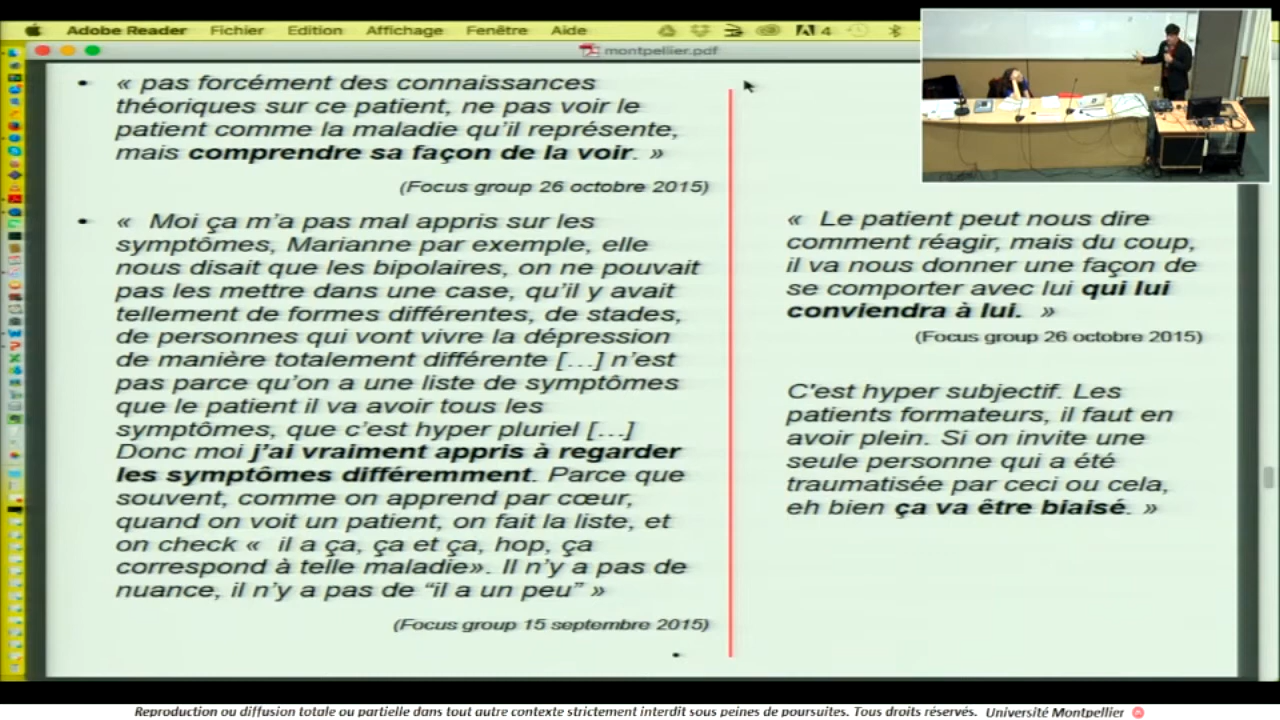 Adobe Reader Fichier Edition Affichage Fenêtre Aide 4
montpellier.pdf
• « pas forcément des connaissances
théoriques sur ce patient, ne pas voir le
patient comme la maladie qu'il représente,
mais comprendre sa façon de la voir. »
(Focus group 26 octobre 2015)
• « Moi ça m'a pas mal appris sur les
symptômes, Marianne par exemple, elle
nous disait que les bipolaires, on ne pouvait
pas les mettre dans une case, qu'il y avait
tellement de formes différentes, de stades,
de personnes qui vont vivre la dépression
de manière totalement différente […] n'est
pas parce qu'on a une liste de symptômes
que le patient il va avoir tous les
symptômes, que c'est hyper pluriel […]
Donc moi j'ai vraiment appris à regarder
les symptômes différemment. Parce que
souvent, comme on apprend par cœur,
quand on voit un patient, on fait la liste, et
on check « il a ça, ça et ça, hop, ça
correspond à telle maladie». Il n'y a pas de
nuance, il n'y a pas de “il a un peu” »
(Focus group 15 septembre 2015)
•
« Le patient peut nous dire
comment réagir, mais du coup,
il va nous donner une façon de
se comporter avec lui qui lui
conviendra à lui. »
(Focus group 26 octobre 2015)
C'est hyper subjectif. Les
patients formateurs, il faut en
avoir plein. Si on invite une
seule personne qui a été
traumatisée par ceci ou cela,
eh bien ça va être biaisé. »
Reproduction ou diffusion totale ou partielle dans tout autre contexte strictement interdit sous peines de poursuites. Tous droits réservés. Université Montpellier